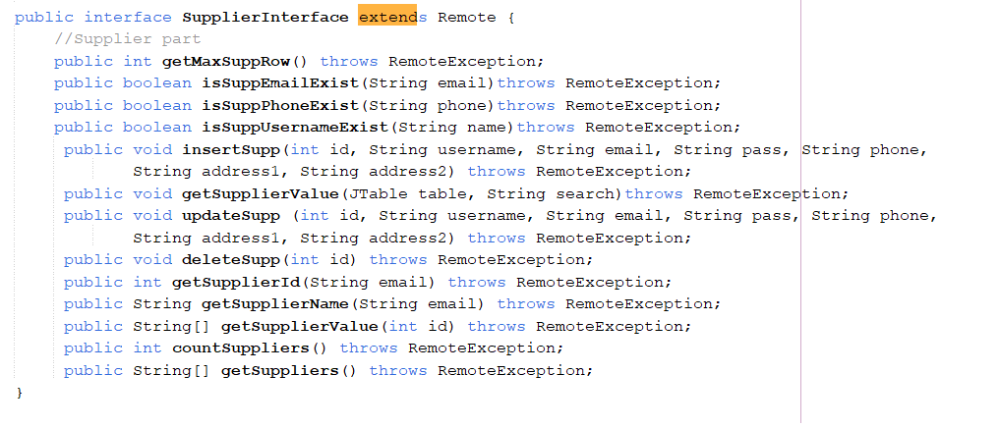 public interface SupplierInterface extends Remote {
//Supplier part
public int getMaxSuppRow() throws RemoteException;
public boolean isSuppEmailExist(String email)throws RemoteException;
public boolean isSuppPhoneExist(String phone)throws RemoteException;
public boolean isSuppUsernameExist(String name)throws RemoteException;
public void insertSupp(int id, String username, String email, String pass, String phone,
String address1, String address2) throws RemoteException;
public void getSupplierValue(JTable table, String search)throws RemoteException;
public void updateSupp (int id, String username, String email, String pass, String phone,
String address1, String address2) throws RemoteException;
public void deleteSupp(int id) throws RemoteException;
public int getSupplierId(String email) throws RemoteException;
public String getSupplierName(String email) throws RemoteException;
public String[] getSupplierValue(int id) throws RemoteException;
public int countSuppliers() throws RemoteException;
public String[] getSuppliers() throws RemoteException;
}